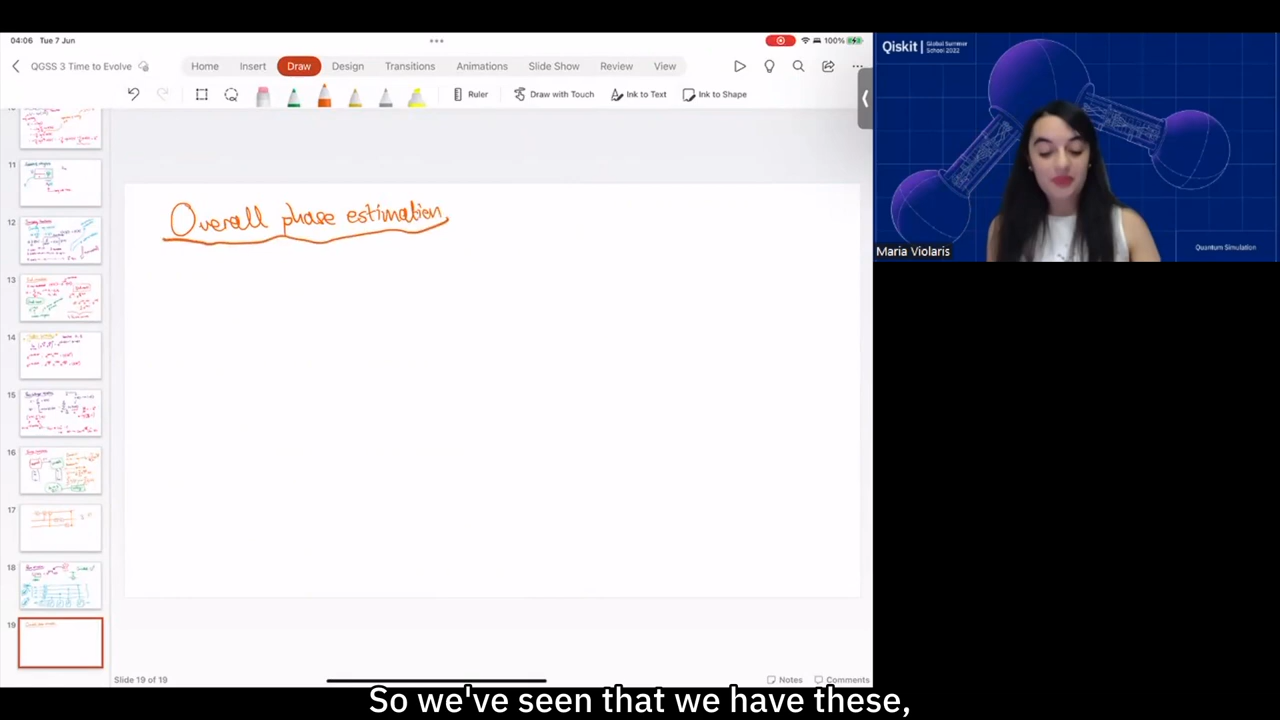 04:06 Tue 7 Jun
100%
QGSS 3 Time to Evolve
Home Insert Draw Design Transitions Animations Slide Show Review View
Ruler Draw with Touch Ink to Text Ink to Shape
Overall phase estimation
11
12
13
14
15
16
17
18
19
Slide 19 of 19
Notes Comments
Qiskit | Global Summer
School 2022
Maria Violaris
Quantum Simulation
So we've seen that we have these,